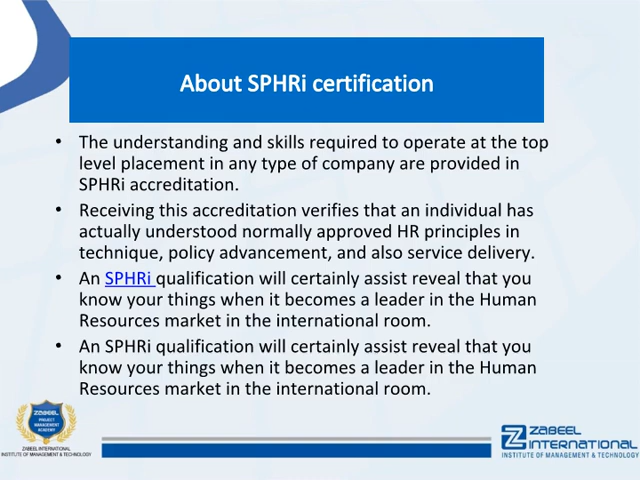 About SPHRi certification
• The understanding and skills required to operate at the top
level placement in any type of company are provided in
SPHRi accreditation.
• Receiving this accreditation verifies that an individual has
actually understood normally approved HR principles in
technique, policy advancement, and also service delivery.
• An SPHRi qualification will certainly assist reveal that you
know your things when it becomes a leader in the Human
Resources market in the international room.
• An SPHRi qualification will certainly assist reveal that you
know your things when it becomes a leader in the Human
Resources market in the international room.
ZABEEL
PROJECT
MANAGEMENT
ACADEMY
ZABEEL INTERNATIONAL
INSTITUTE OF MANAGEMENT & TECHNOLOGY
ZABEEL
INTERNATIONAL
INSTITUTE OF MANAGEMENT & TECHNOLOGY